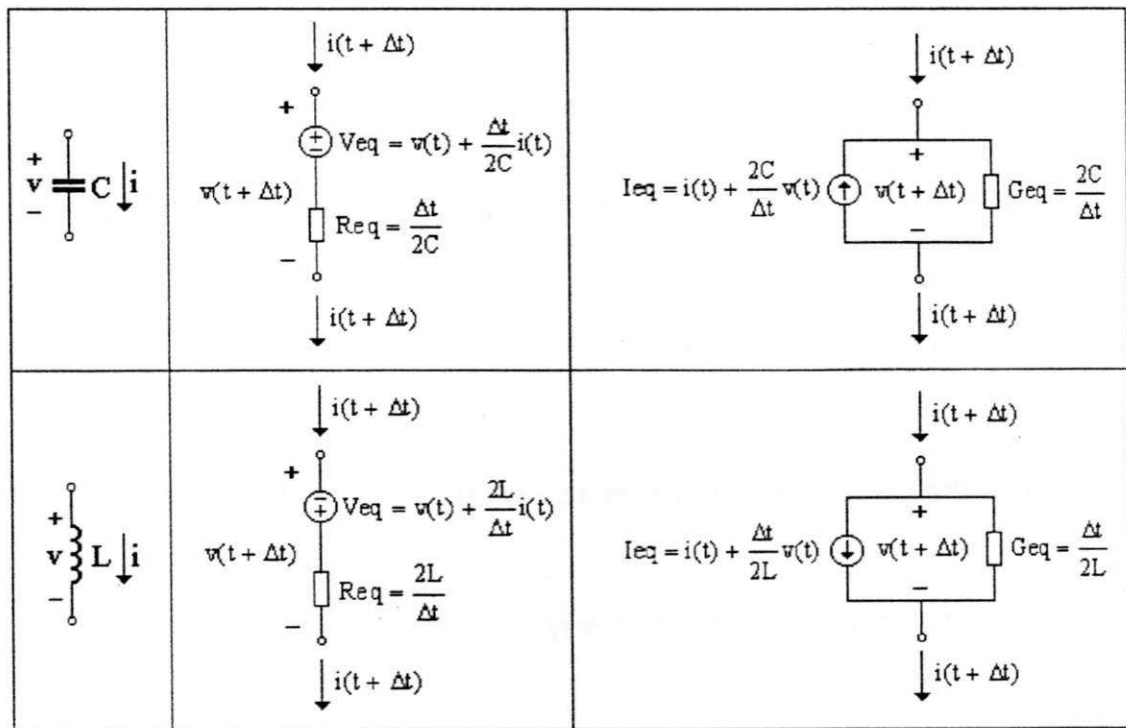 +
v
−
C
i
i(t + Δt)
+
Veq = v(t) + Δt/2C i(t)
v(t + Δt)
Req = Δt/2C
−
i(t + Δt)
i(t + Δt)
+
Ieq = i(t) + 2C/Δt v(t)
v(t + Δt)
Geq = 2C/Δt
−
i(t + Δt)
+
v
−
L
i
i(t + Δt)
+
Veq = v(t) + 2L/Δt i(t)
v(t + Δt)
Req = 2L/Δt
−
i(t + Δt)
i(t + Δt)
+
Ieq = i(t) + Δt/2L v(t)
v(t + Δt)
Geq = Δt/2L
−
i(t + Δt)